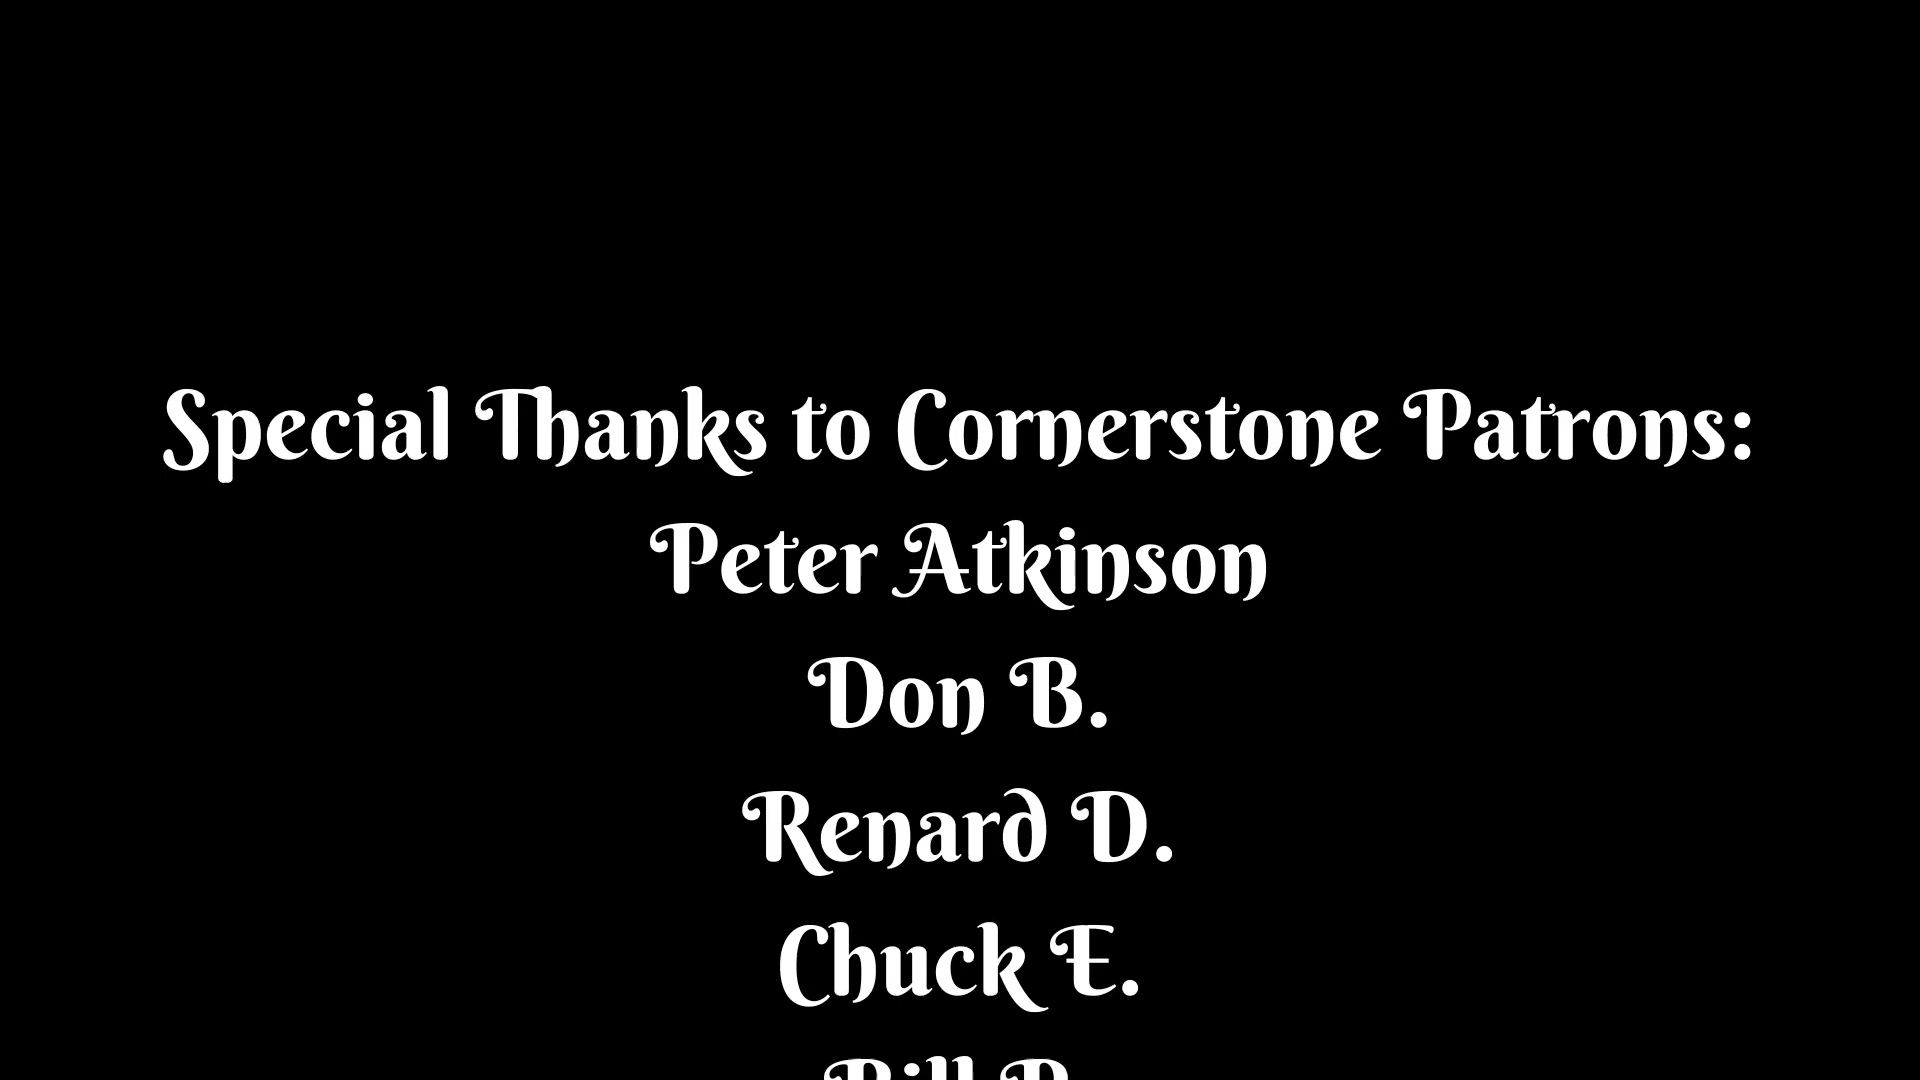 Special Thanks to Cornerstone Patrons:
Peter Atkinson
Don B.
Renard D.
Chuck E.